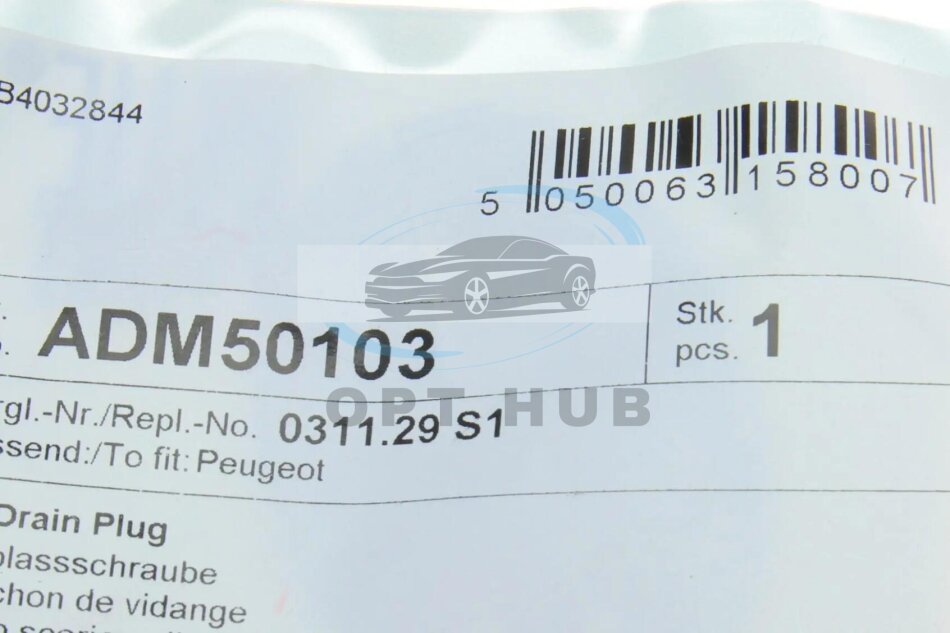 B4032844
5 050063 158007
ADM50103
Stk.
pcs. 1
OPT HUB
rgl.-Nr./Repl.-No. 0311.29 S1
ssend:/To fit: Peugeot
Drain Plug
plassschraube
chon de vidange